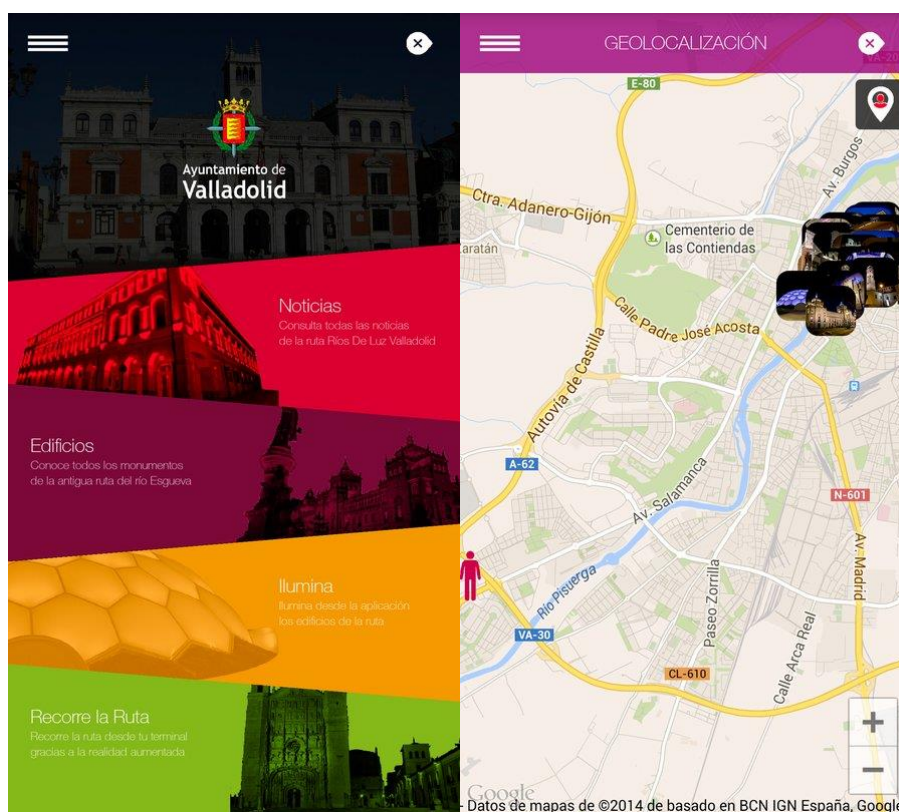 Ayuntamiento de
Valladolid
Noticias
Consulta todas las noticias
de la ruta Ríos De Luz Valladolid
Edificios
Conoce todos los monumentos
de la antigua ruta del río Esgueva
Ilumina
Ilumina desde la aplicación
los edificios de la ruta
Recorre la Ruta
Recorre la ruta desde tu terminal
gracias a la realidad aumentada
GEOLOCALIZACIÓN
VA-20
E-80
Av. Burgos
Ctra. Adanero-Gijón
Cementerio de
las Contiendas
aratán
Calle Padre José Acosta
Autovía de Castilla
A-62
Av. Salamanca
N-601
Av. Madrid
Río Pisuerga
Paseo Zorrilla
VA-30
CL-610
Calle Arca Real
+
−
Google
- Datos de mapas de ©2014 de basado en BCN IGN España, Google